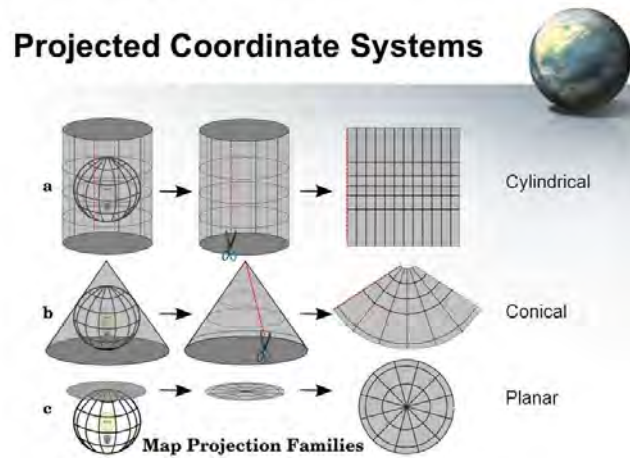 Projected Coordinate Systems
a
Cylindrical
b
Conical
c
Planar
Map Projection Families